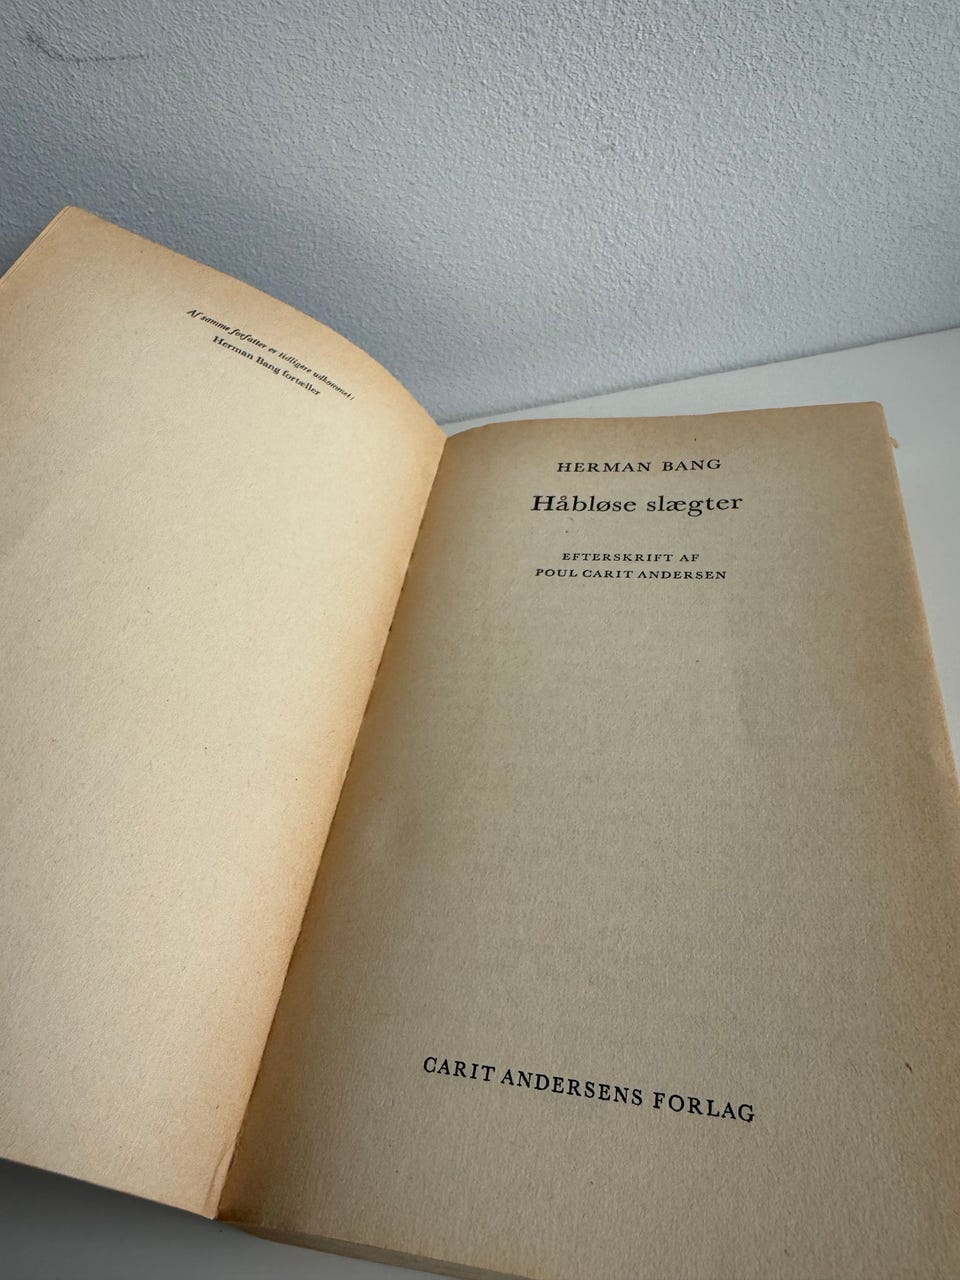 Af samme forfatter er tidligere udkommet:
Herman Bang fortæller
HERMAN BANG
Håbløse slægter
EFTERSKRIFT AF
POUL CARIT ANDERSEN
CARIT ANDERSENS FORLAG